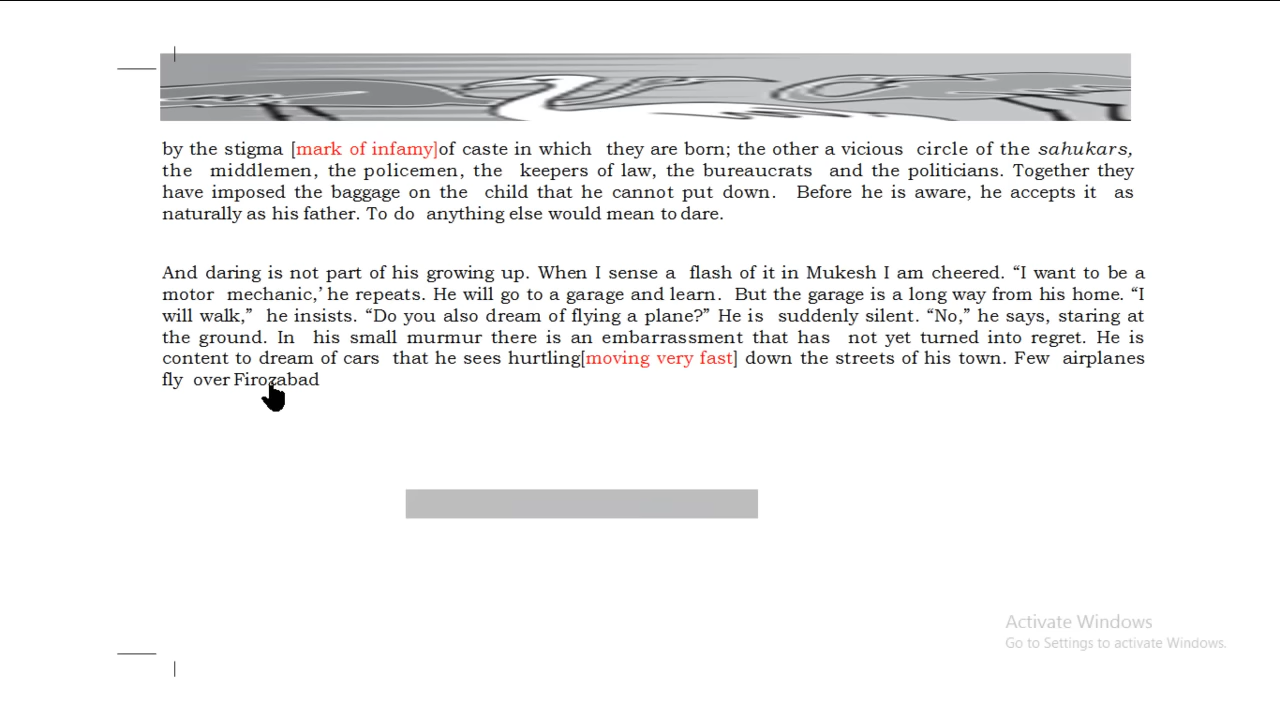 by the stigma [mark of infamy]of caste in which they are born; the other a vicious circle of the sahukars,
the middlemen, the policemen, the keepers of law, the bureaucrats and the politicians. Together they
have imposed the baggage on the child that he cannot put down. Before he is aware, he accepts it as
naturally as his father. To do anything else would mean to dare.
And daring is not part of his growing up. When I sense a flash of it in Mukesh I am cheered. “I want to be a
motor mechanic,’ he repeats. He will go to a garage and learn. But the garage is a long way from his home. “I
will walk,” he insists. “Do you also dream of flying a plane?” He is suddenly silent. “No,” he says, staring at
the ground. In his small murmur there is an embarrassment that has not yet turned into regret. He is
content to dream of cars that he sees hurtling[moving very fast] down the streets of his town. Few airplanes
fly over Firozabad
Activate Windows
Go to Settings to activate Windows.